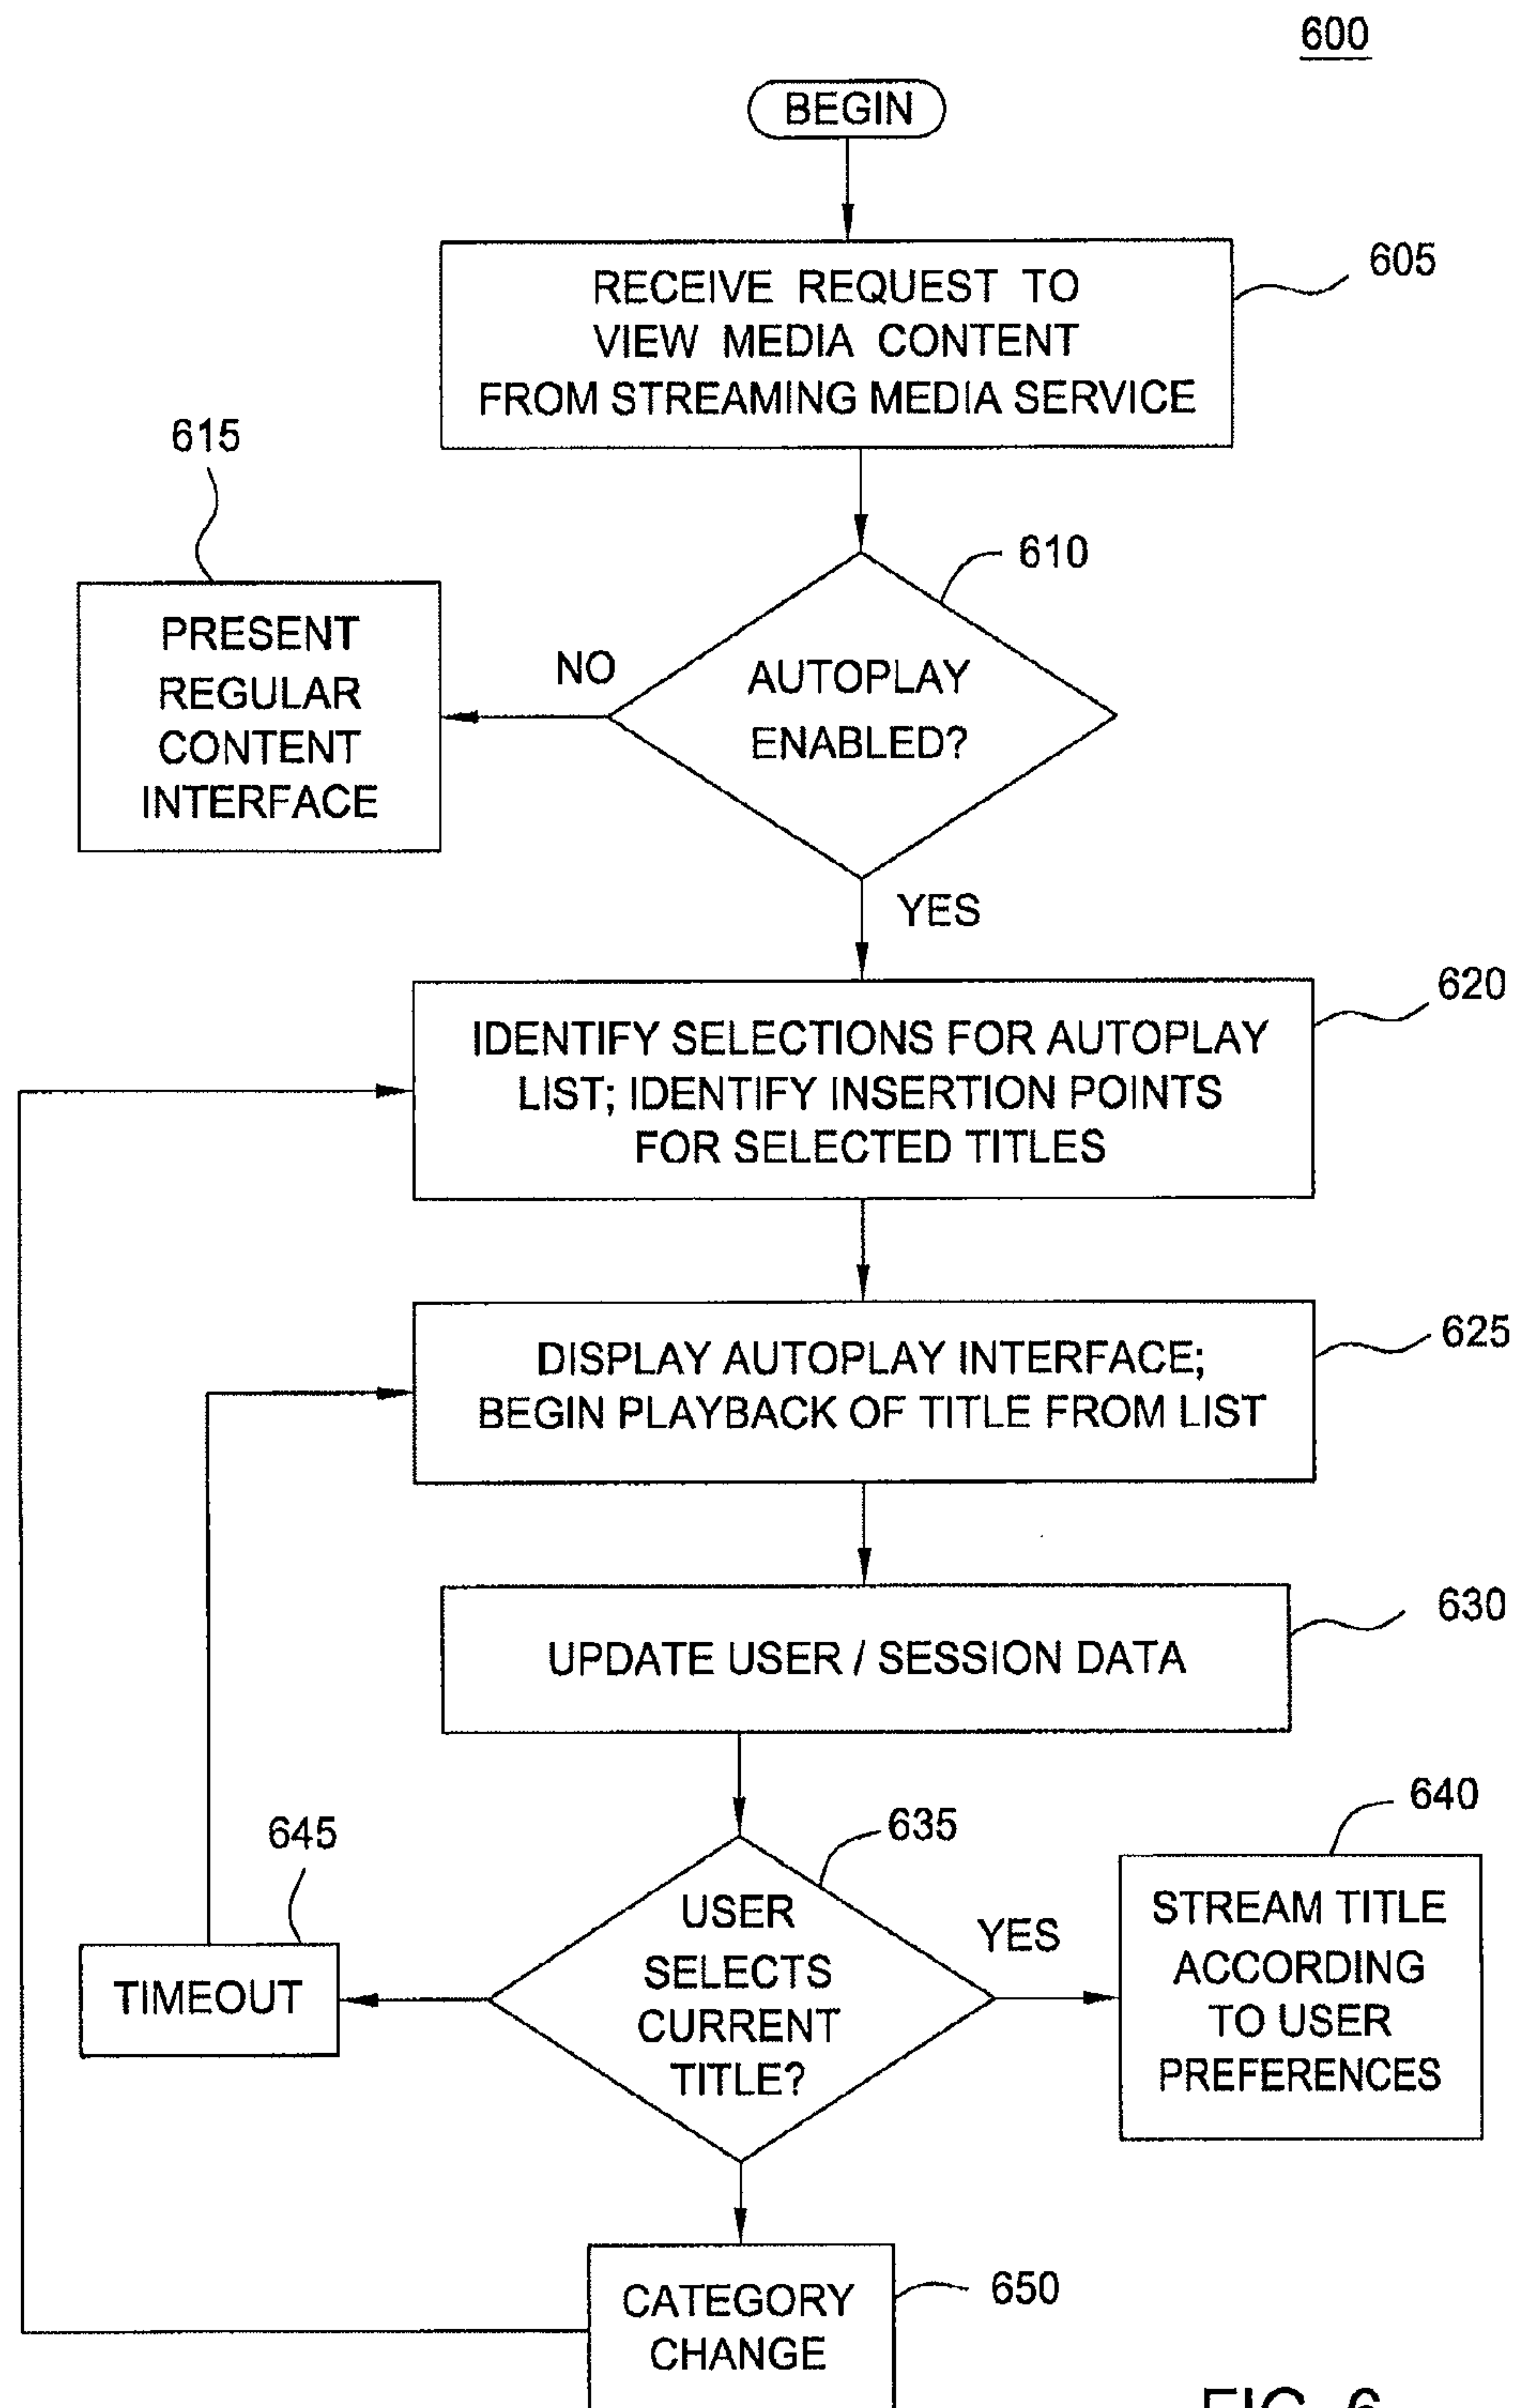 600
BEGIN
RECEIVE REQUEST TO
VIEW MEDIA CONTENT
FROM STREAMING MEDIA SERVICE
605
615
610
PRESENT
REGULAR
CONTENT
INTERFACE
NO
AUTOPLAY
ENABLED?
YES
620
IDENTIFY SELECTIONS FOR AUTOPLAY
LIST; IDENTIFY INSERTION POINTS
FOR SELECTED TITLES
625
DISPLAY AUTOPLAY INTERFACE;
BEGIN PLAYBACK OF TITLE FROM LIST
630
UPDATE USER / SESSION DATA
640
635
645
USER
SELECTS
CURRENT
TITLE?
YES
STREAM TITLE
ACCORDING
TO USER
PREFERENCES
TIMEOUT
650
CATEGORY
CHANGE
FIG. 6